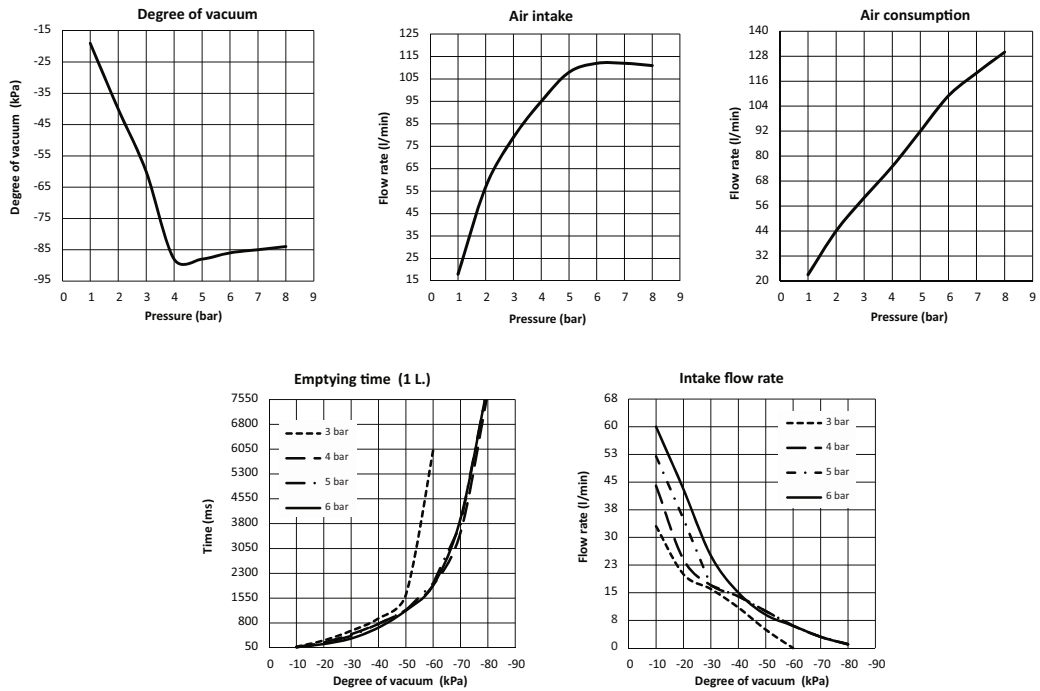 Degree of vacuum
Degree of vacuum (kPa)
-15
-25
-35
-45
-55
-65
-75
-85
-95
0 1 2 3 4 5 6 7 8 9
Pressure (bar)
Air intake
Flow rate (l/min)
125
115
105
95
85
75
65
55
45
35
25
15
0 1 2 3 4 5 6 7 8 9
Pressure (bar)
Air consumption
Flow rate (l/min)
140
128
116
104
92
80
68
56
44
32
20
0 1 2 3 4 5 6 7 8 9
Pressure (bar)
Emptying time (1 L.)
Time (ms)
7550
6800
6050
5300
4550
3800
3050
2300
1550
800
50
3 bar
4 bar
5 bar
6 bar
0 -10 -20 -30 -40 -50 -60 -70 -80 -90
Degree of vacuum (kPa)
Intake flow rate
Flow rate (l/min)
68
60
53
45
38
30
23
15
8
0
3 bar
4 bar
5 bar
6 bar
0 -10 -20 -30 -40 -50 -60 -70 -80 -90
Degree of vacuum (kPa)